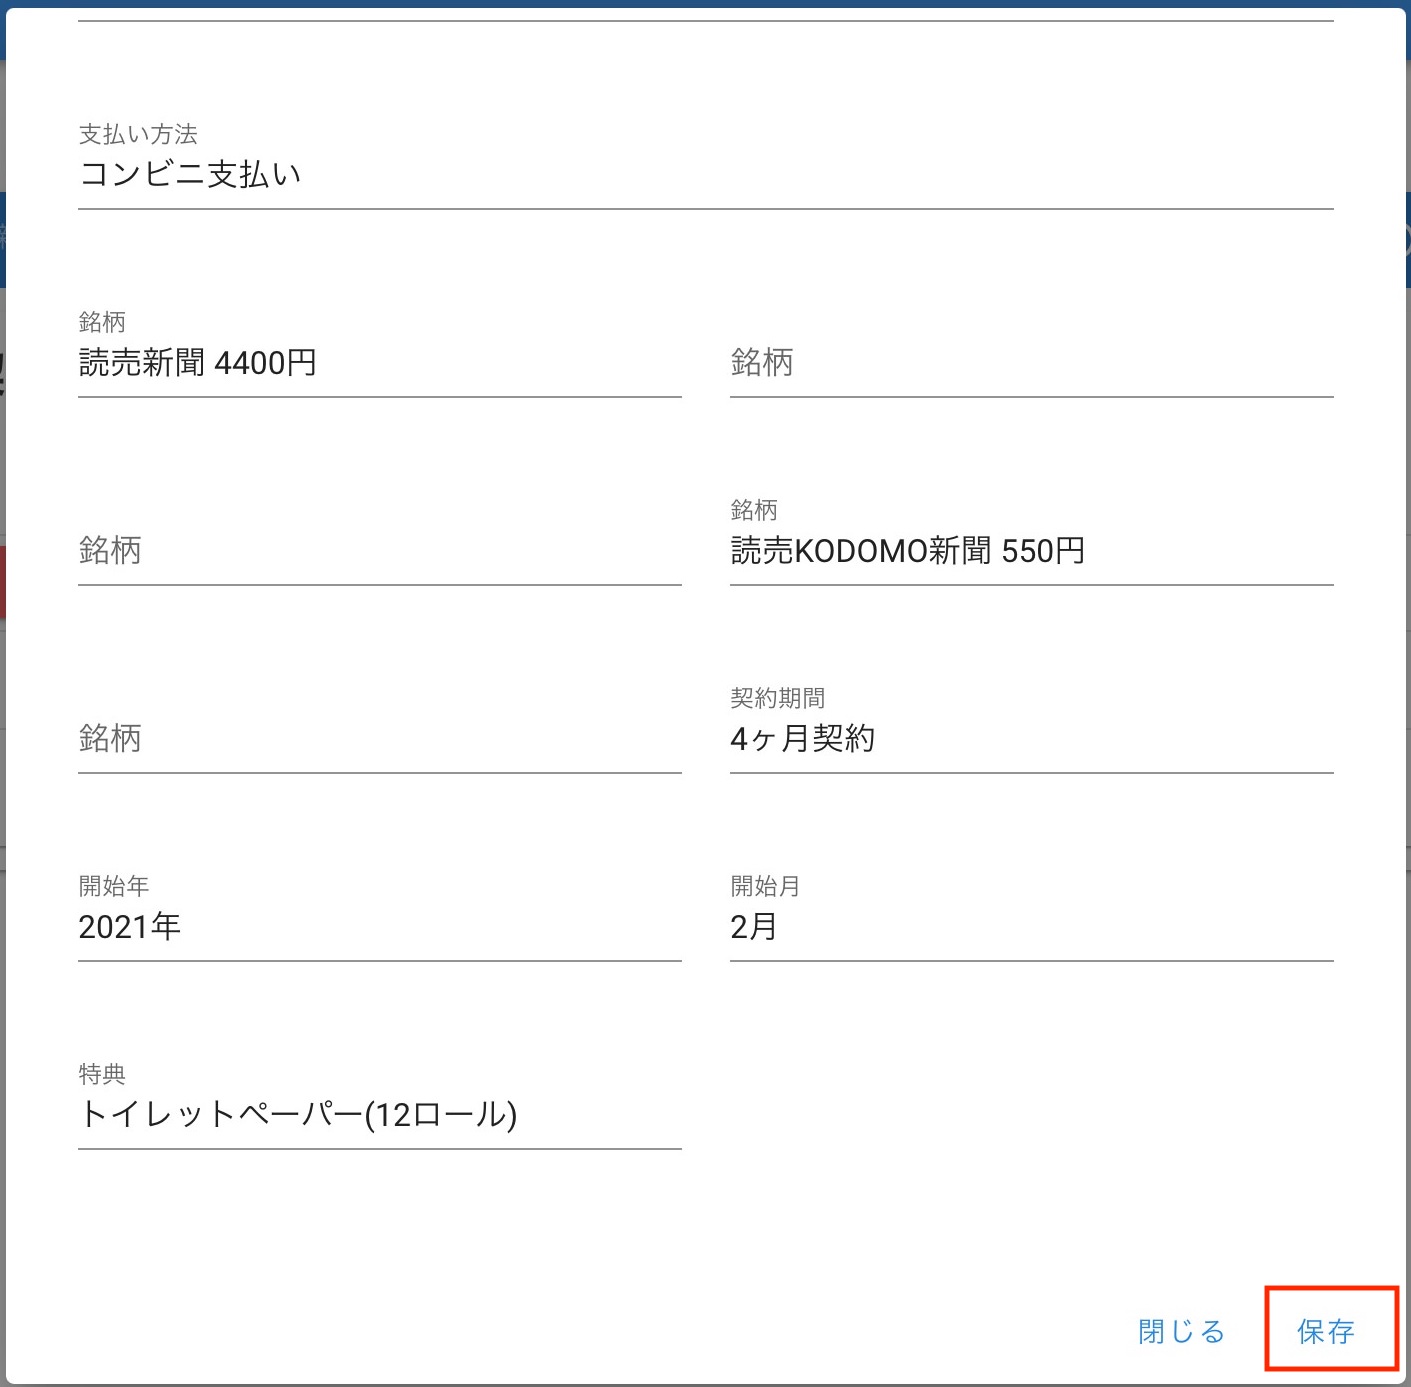 支払い方法
コンビニ支払い
銘柄
読売新聞 4400円
銘柄
銘柄
銘柄
読売KODOMO新聞 550円
銘柄
契約期間
4ヶ月契約
開始年
2021年
開始月
2月
特典
トイレットペーパー(12ロール)
閉じる
保存